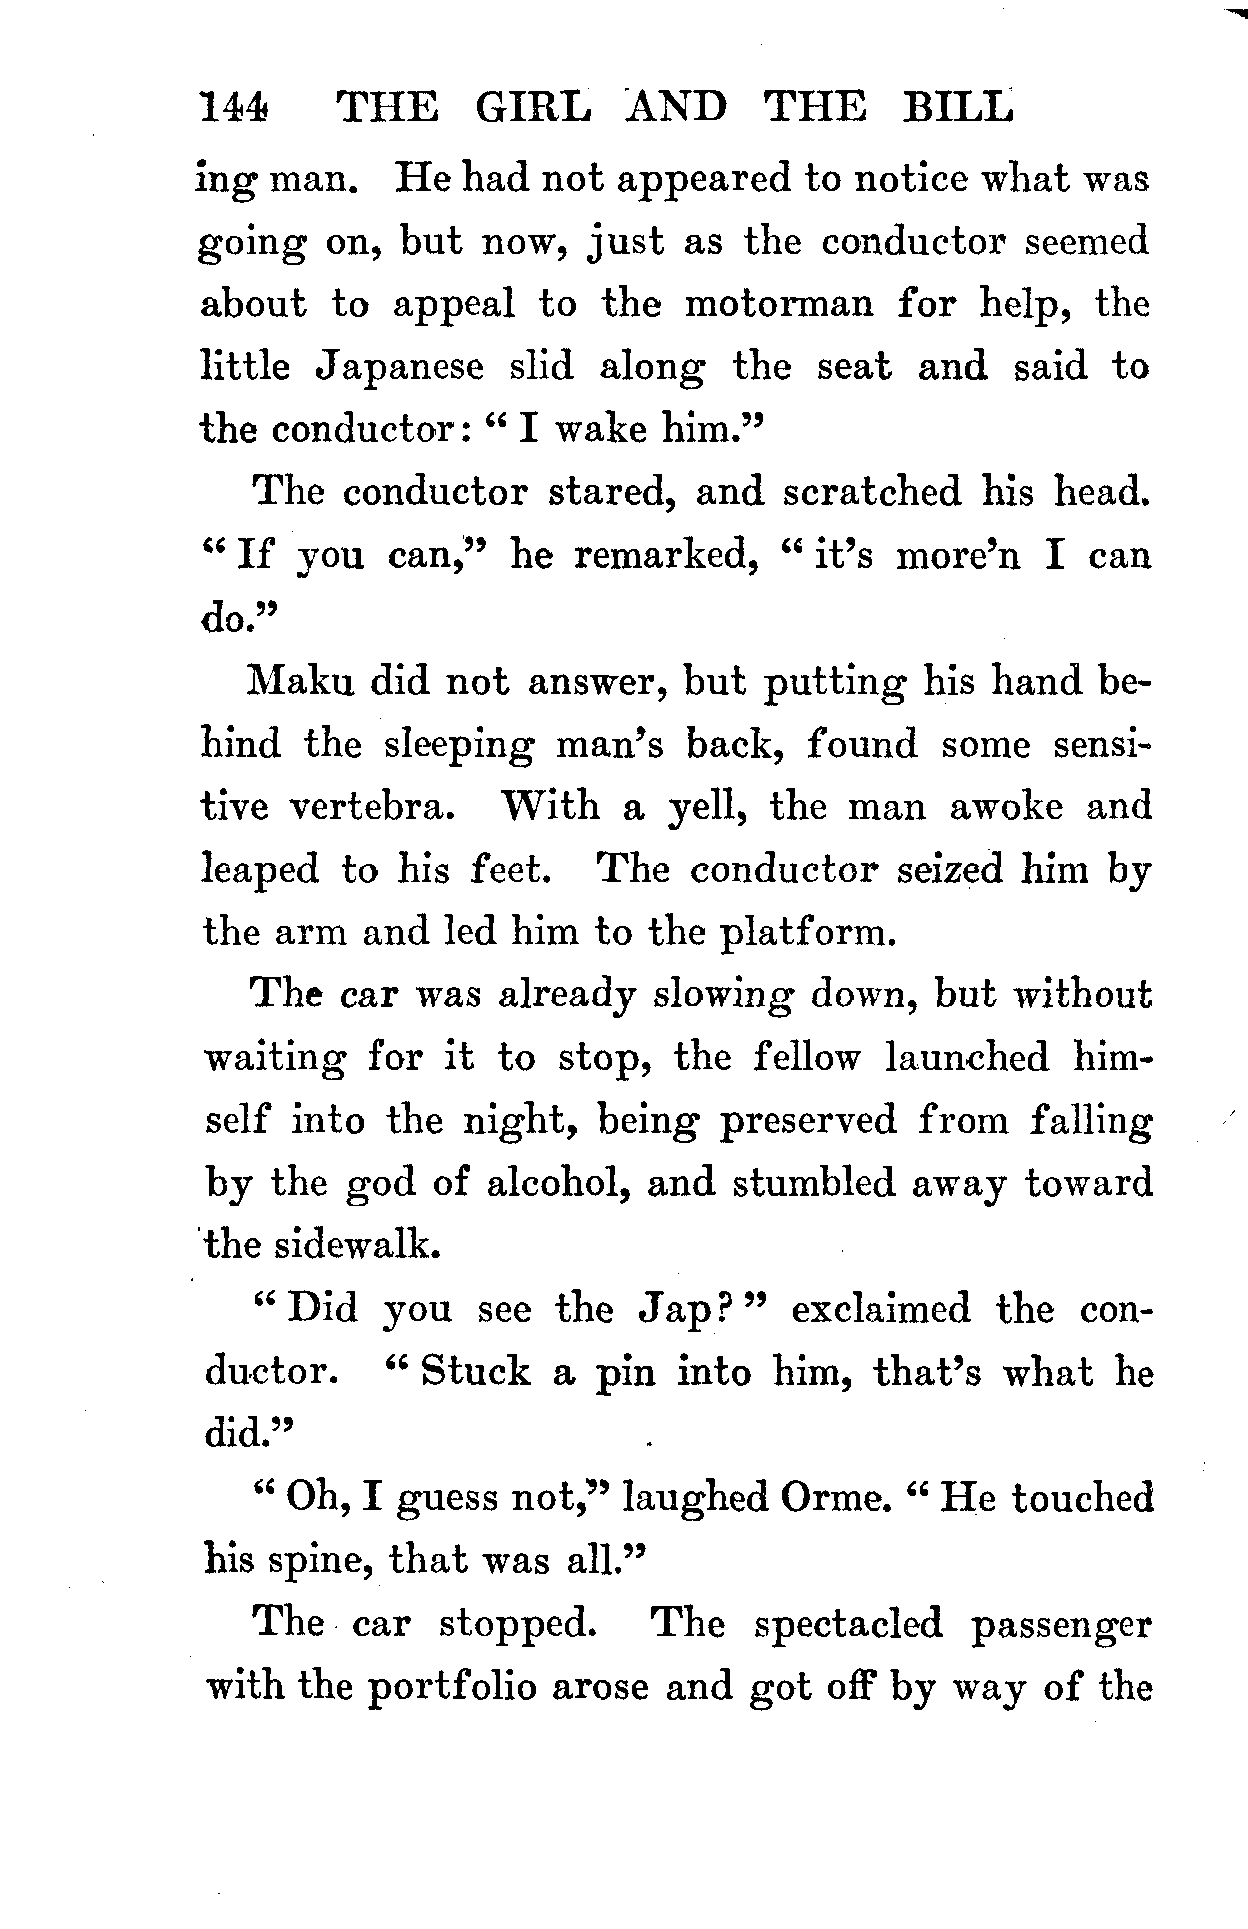 144 THE GIRL AND THE BILL
ing man. He had not appeared to notice what was
going on, but now, just as the conductor seemed
about to appeal to the motorman for help, the
little Japanese slid along the seat and said to
the conductor: “ I wake him.”
The conductor stared, and scratched his head.
“ If you can,” he remarked, “ it’s more’n I can
do.”
Maku did not answer, but putting his hand be-
hind the sleeping man’s back, found some sensi-
tive vertebra. With a yell, the man awoke and
leaped to his feet. The conductor seized him by
the arm and led him to the platform.
The car was already slowing down, but without
waiting for it to stop, the fellow launched him-
self into the night, being preserved from falling
by the god of alcohol, and stumbled away toward
the sidewalk.
“ Did you see the Jap? ” exclaimed the con-
ductor. “ Stuck a pin into him, that’s what he
did.”
“ Oh, I guess not,” laughed Orme. “ He touched
his spine, that was all.”
The car stopped. The spectacled passenger
with the portfolio arose and got off by way of the